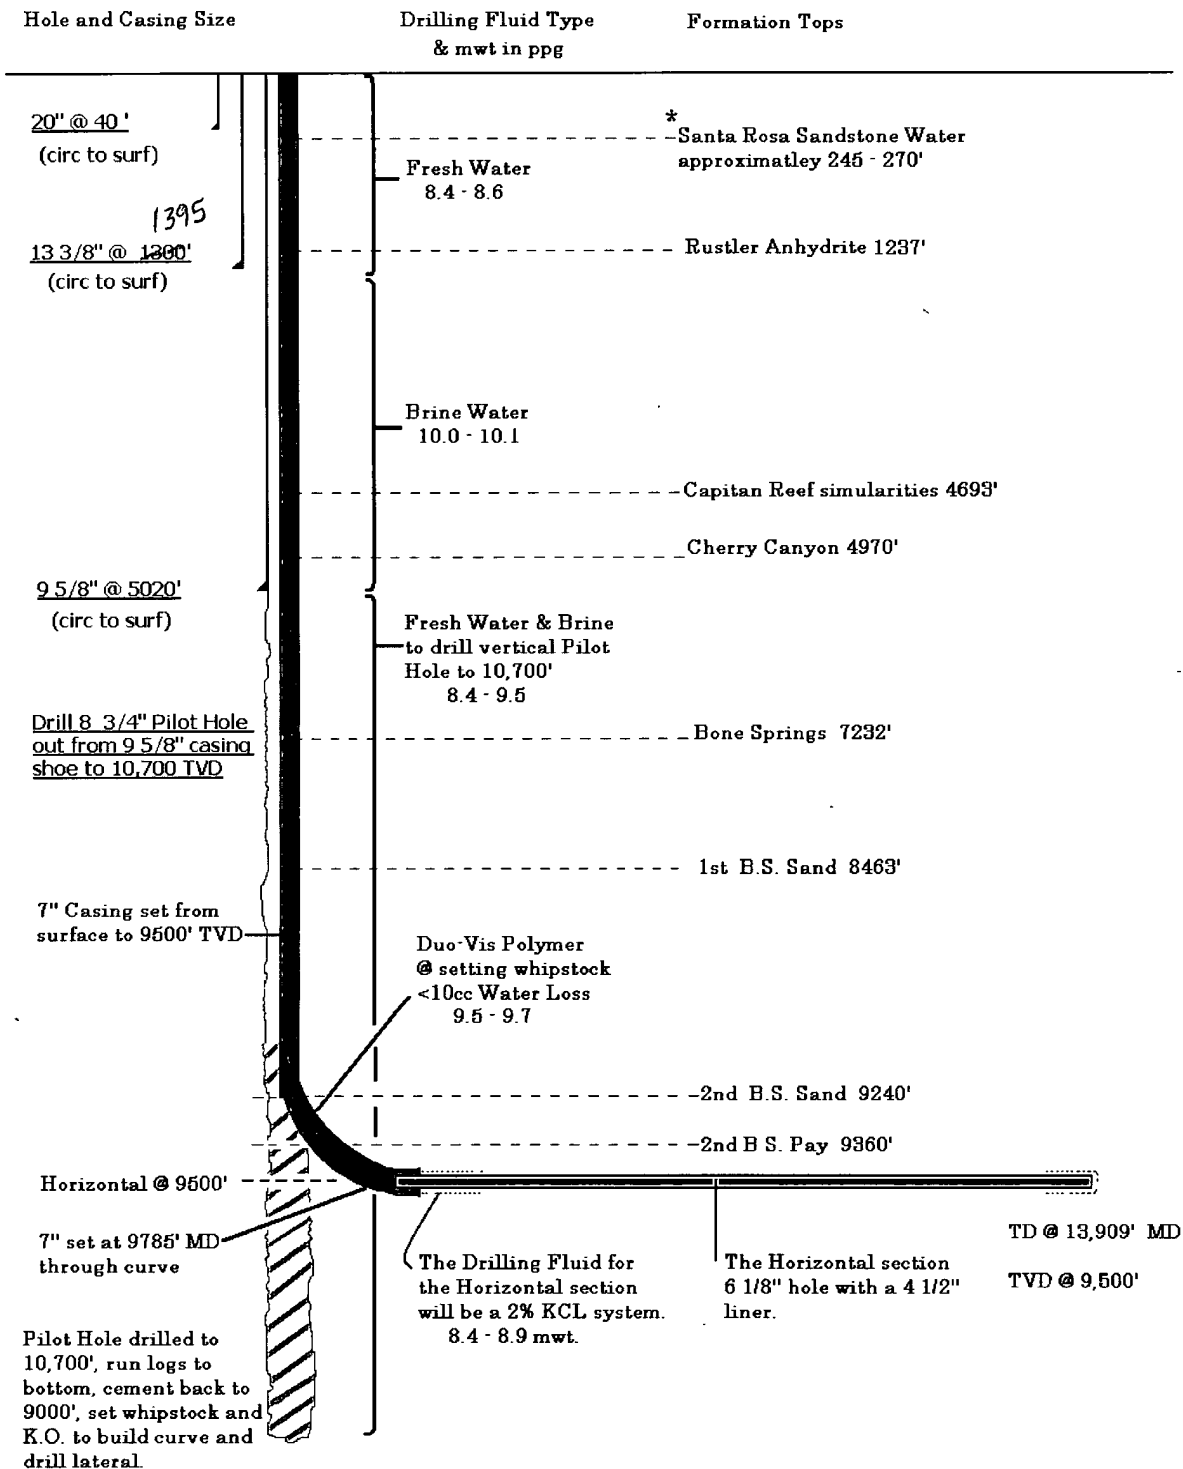 Hole and Casing Size
Drilling Fluid Type
& mwt in ppg
Formation Tops
20" @ 40 '
(circ to surf)
*
Santa Rosa Sandstone Water
approximatley 245 - 270'
Fresh Water
8.4 - 8.6
1395
13 3/8" @ 1300'
(circ to surf)
Rustler Anhydrite 1237'
Brine Water
10.0 - 10.1
Capitan Reef simularities 4693'
Cherry Canyon 4970'
9 5/8" @ 5020'
(circ to surf)
Fresh Water & Brine
to drill vertical Pilot
Hole to 10,700'
8.4 - 9.5
Drill 8 3/4" Pilot Hole
out from 9 5/8" casing
shoe to 10,700 TVD
Bone Springs 7232'
1st B.S. Sand 8463'
7" Casing set from
surface to 9500' TVD
Duo-Vis Polymer
@ setting whipstock
<10cc Water Loss
9.5 - 9.7
2nd B.S. Sand 9240'
2nd B S. Pay 9360'
Horizontal @ 9500'
7" set at 9785' MD
through curve
The Drilling Fluid for
the Horizontal section
will be a 2% KCL system.
8.4 - 8.9 mwt.
The Horizontal section
6 1/8" hole with a 4 1/2"
liner.
TD @ 13,909' MD
TVD @ 9,500'
Pilot Hole drilled to
10,700', run logs to
bottom, cement back to
9000', set whipstock and
K.O. to build curve and
drill lateral.